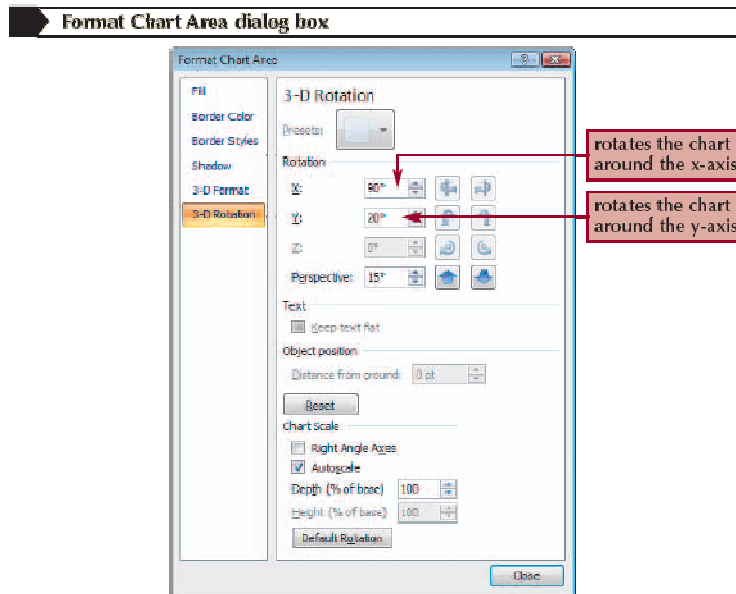 Format Chart Area dialog box
Format Chart Area
Fill
Border Color
Border Styles
Shadow
3-D Format
3-D Rotation
3-D Rotation
Presets:
Rotation
X: 90°
Y: 20°
Z: 0°
Perspective: 15°
Text
Keep text flat
Object position
Distance from ground: 0 pt
Reset
Chart Scale
Right Angle Axes
Autoscale
Depth (% of base) 100
Height (% of base) 100
Default Rotation
Close
rotates the chart
around the x-axis
rotates the chart
around the y-axis